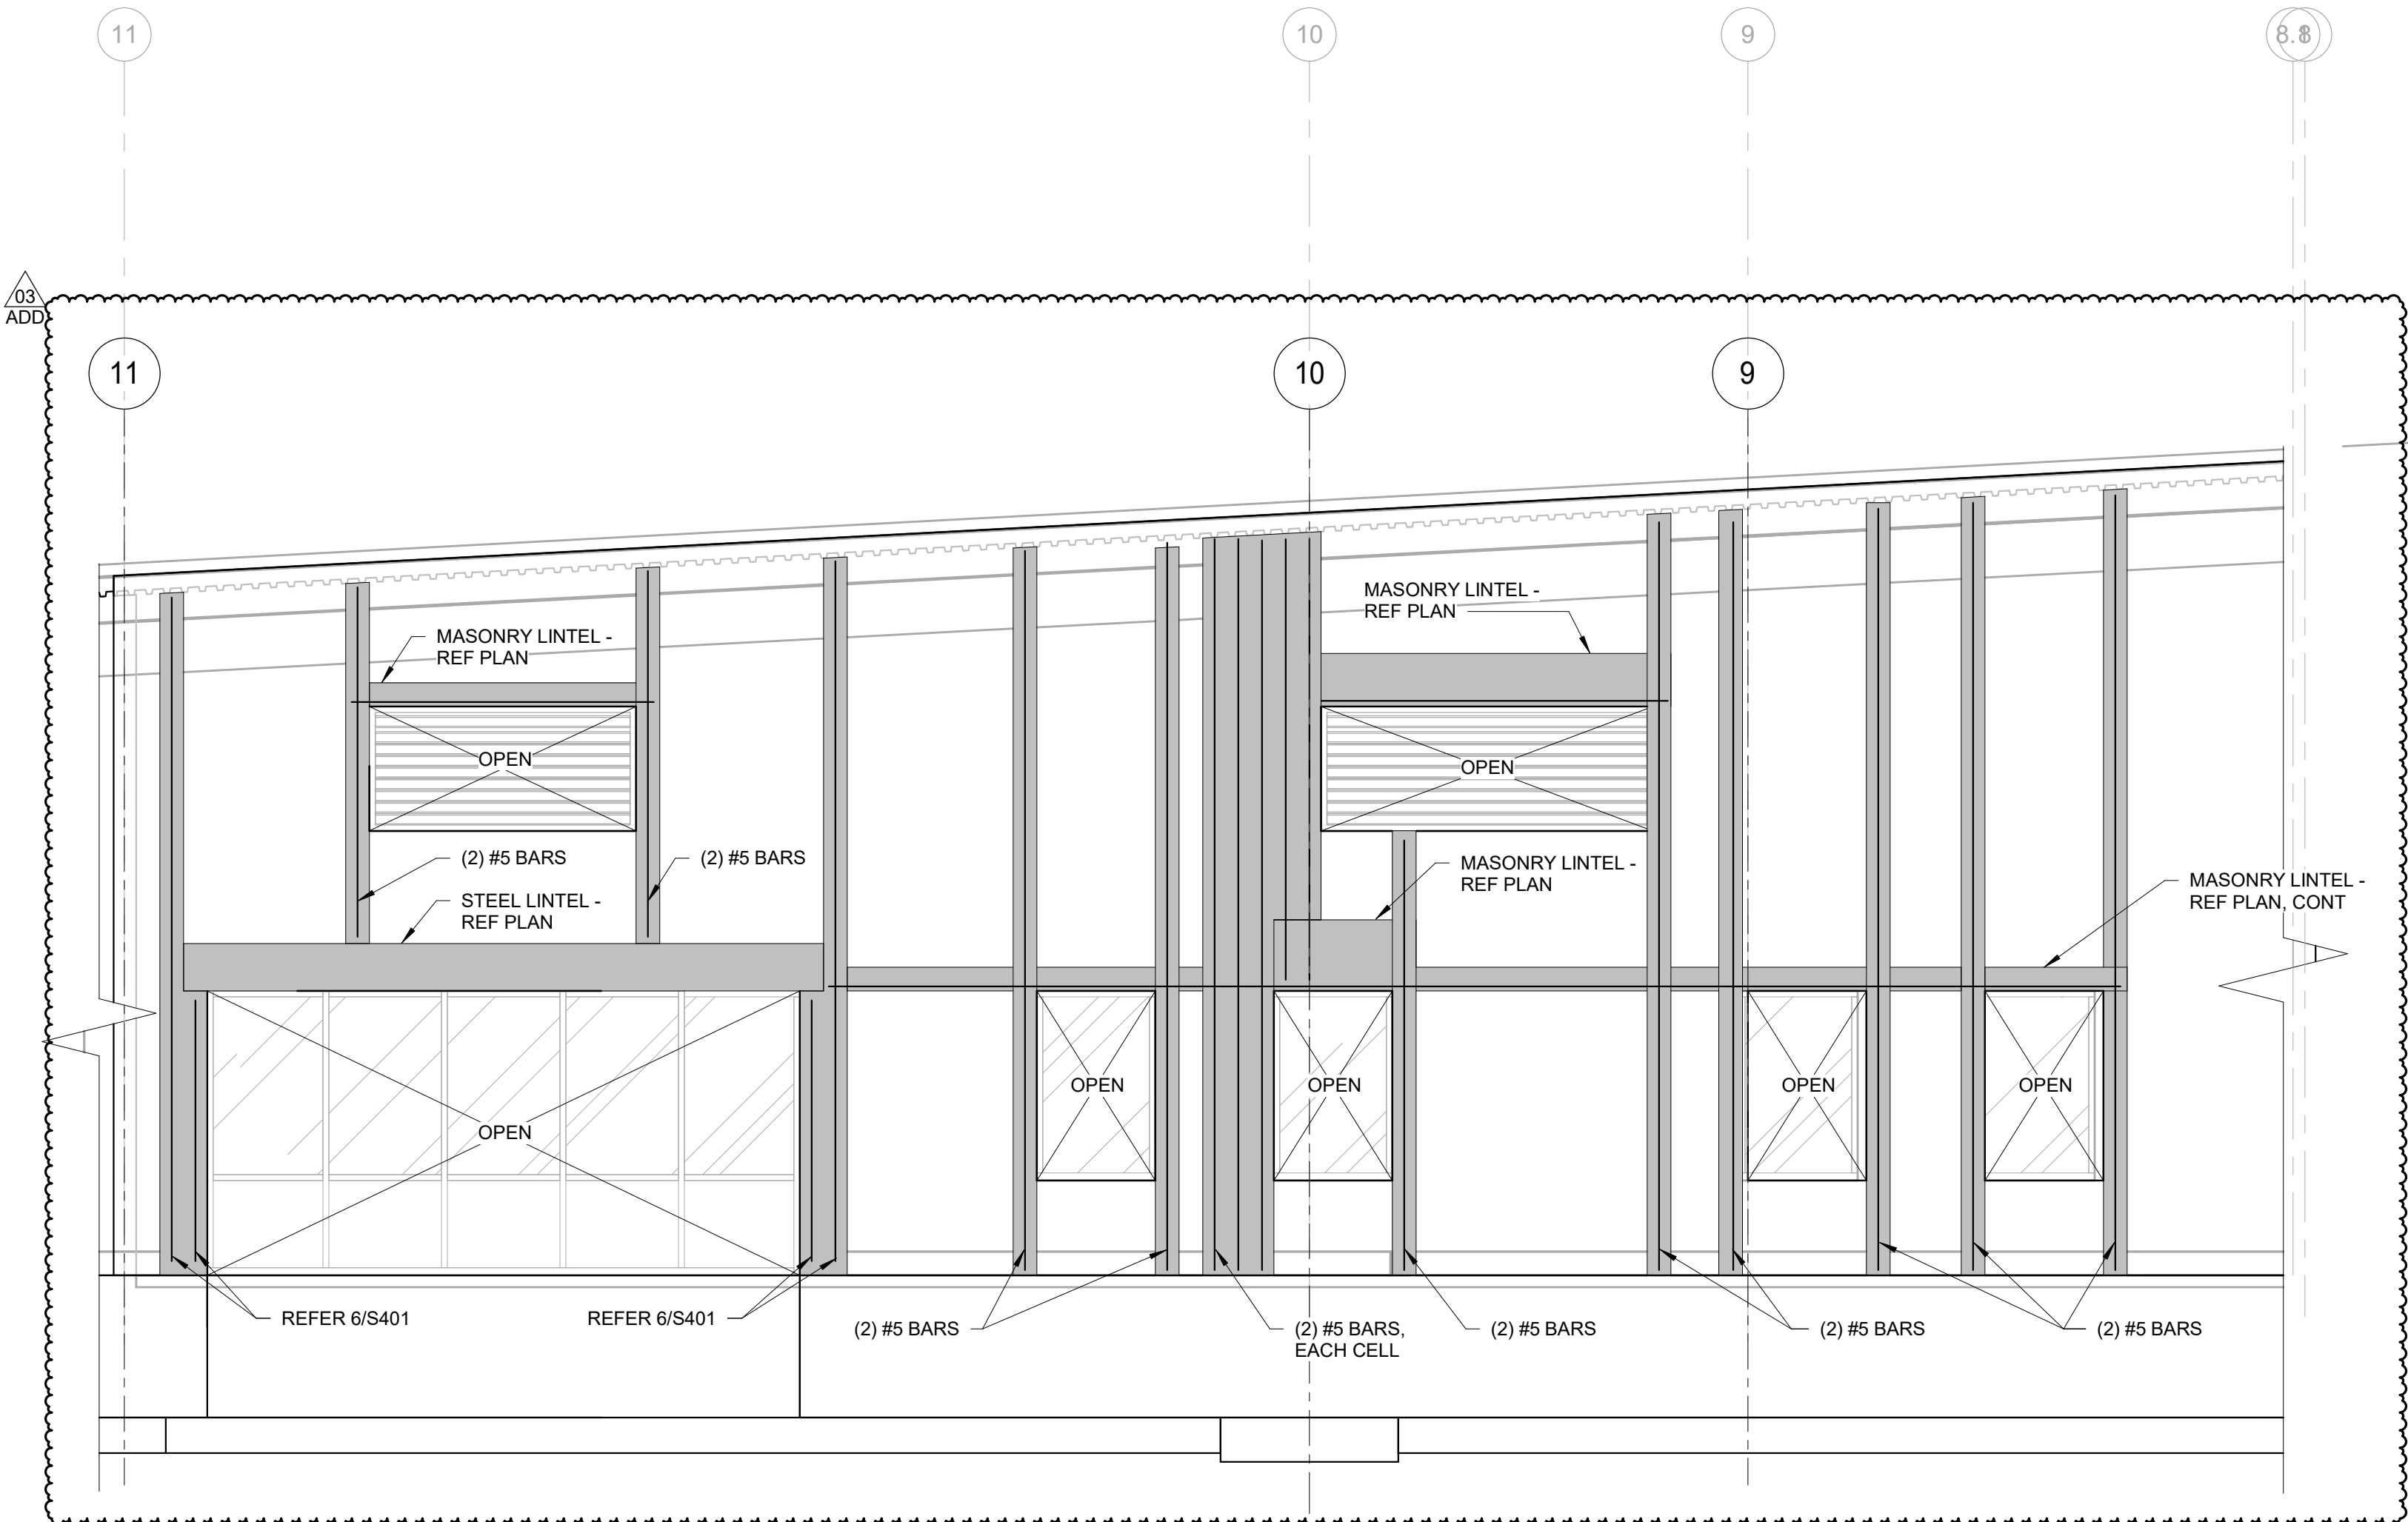 11
10
9
8.8
8
03
ADD
11
10
9
MASONRY LINTEL -
REF PLAN
MASONRY LINTEL -
REF PLAN
OPEN
OPEN
(2) #5 BARS
(2) #5 BARS
STEEL LINTEL -
REF PLAN
MASONRY LINTEL -
REF PLAN
MASONRY LINTEL -
REF PLAN, CONT
OPEN
OPEN
OPEN
OPEN
OPEN
REFER 6/S401
REFER 6/S401
(2) #5 BARS
(2) #5 BARS,
EACH CELL
(2) #5 BARS
(2) #5 BARS
(2) #5 BARS